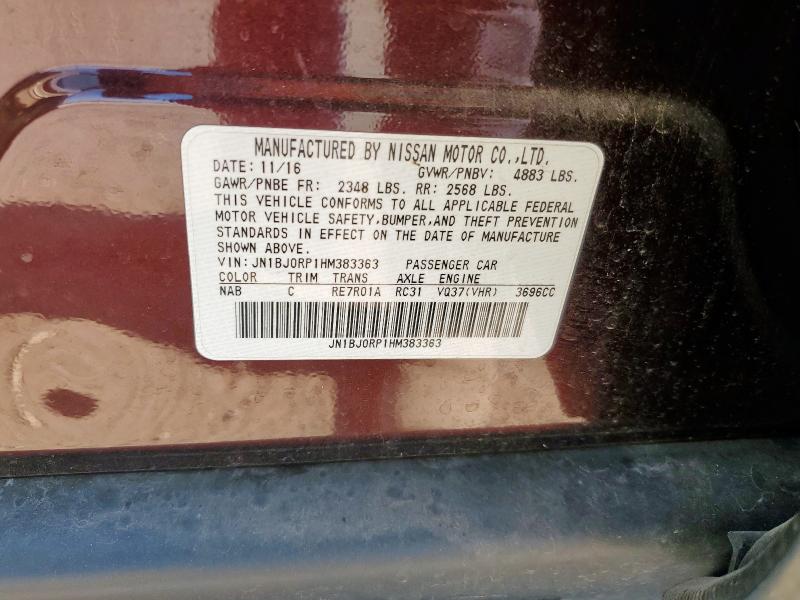 MANUFACTURED BY NISSAN MOTOR CO.,LTD.
DATE: 11/16 GVWR/PNBV: 4883 LBS.
GAWR/PNBE FR: 2348 LBS. RR: 2568 LBS.
THIS VEHICLE CONFORMS TO ALL APPLICABLE FEDERAL
MOTOR VEHICLE SAFETY,BUMPER,AND THEFT PREVENTION
STANDARDS IN EFFECT ON THE DATE OF MANUFACTURE
SHOWN ABOVE.
VIN: JN1BJ0RP1HM383363 PASSENGER CAR
COLOR TRIM TRANS AXLE ENGINE
NAB C RE7R01A RC31 VQ37(VHR) 3696CC
JN1BJ0RP1HM383363